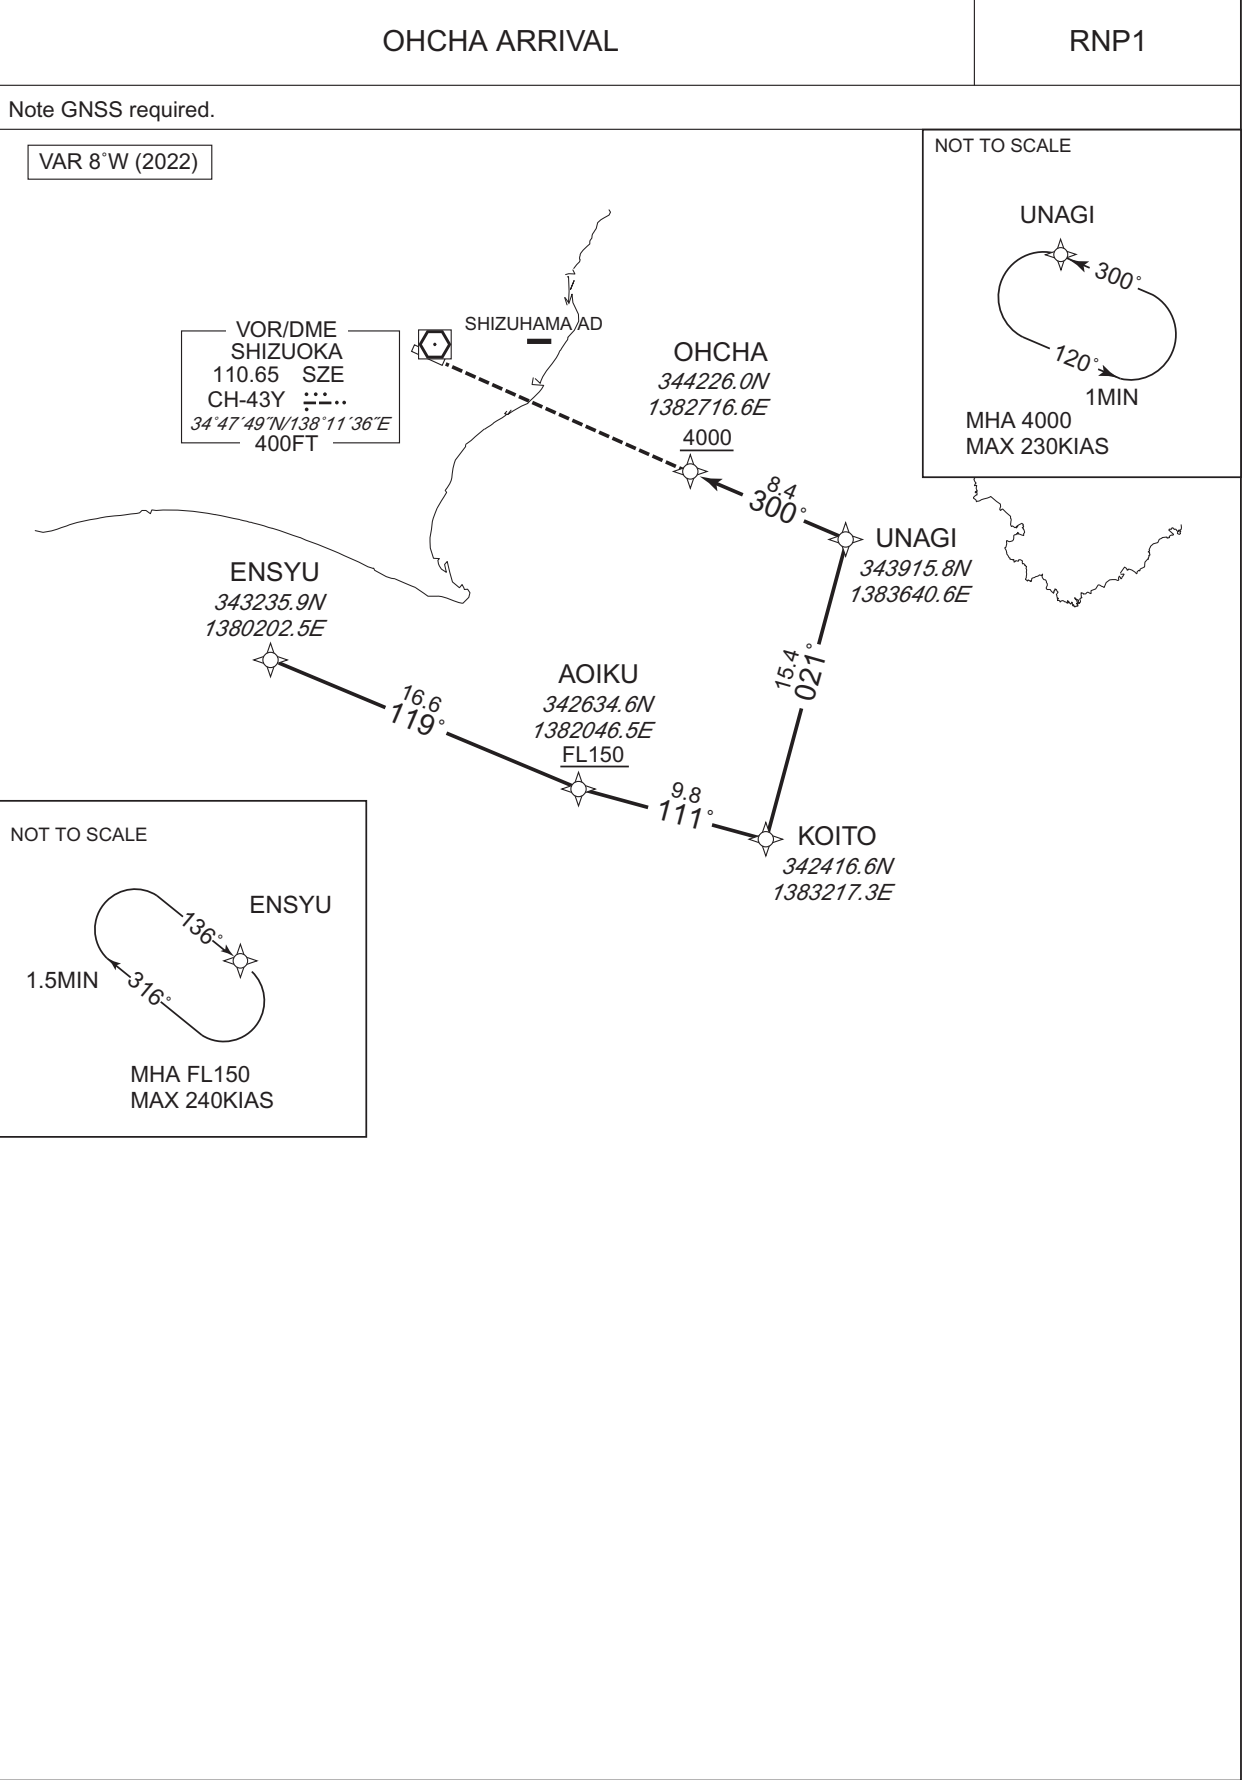 OHCHA ARRIVAL
RNP1
Note GNSS required.
VAR 8˚W (2022)
NOT TO SCALE
UNAGI
300˚
120˚
1MIN
MHA 4000
MAX 230KIAS
VOR/DME
SHIZUOKA
110.65 SZE
CH-43Y
34˚47´49˝N/138˚11´36˝E
400FT
SHIZUHAMA AD
OHCHA
344226.0N
1382716.6E
4000
8.4
300˚
UNAGI
343915.8N
1383640.6E
ENSYU
343235.9N
1380202.5E
16.6
119˚
AOIKU
342634.6N
1382046.5E
FL150
9.8
111˚
15.4
021˚
KOITO
342416.6N
1383217.3E
NOT TO SCALE
ENSYU
136˚
316˚
1.5MIN
MHA FL150
MAX 240KIAS